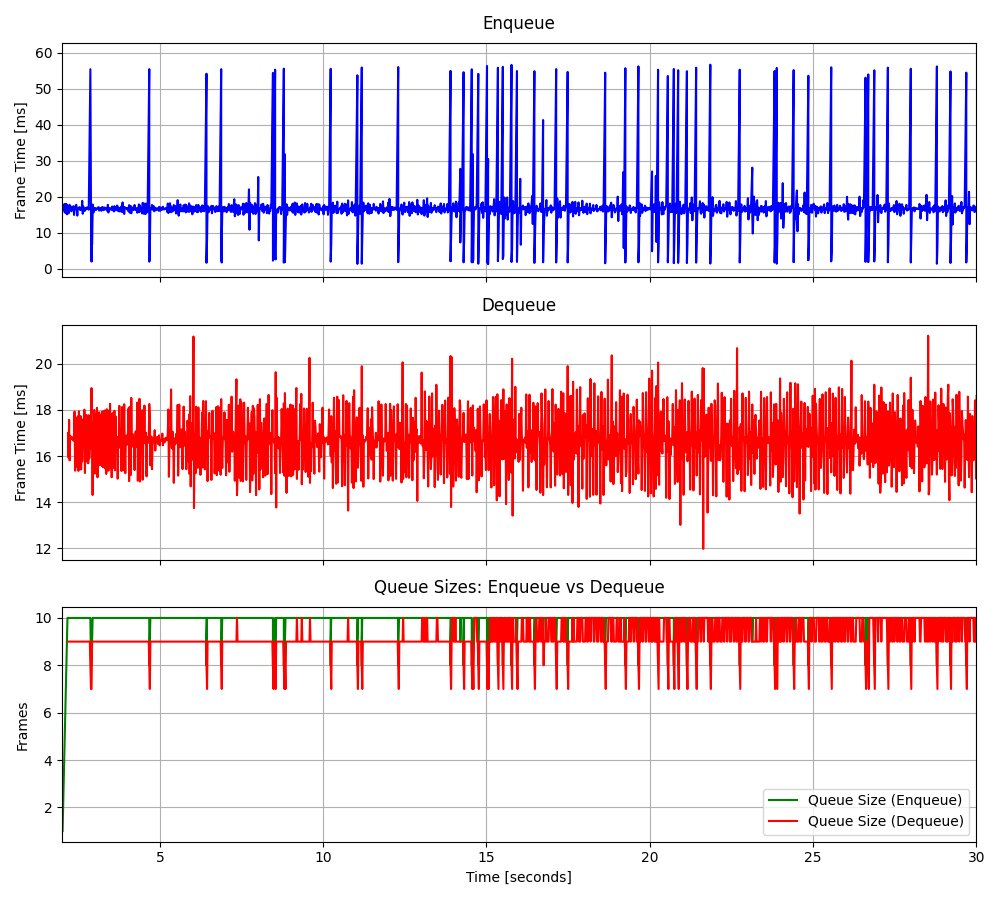 Enqueue
60
50
40
30
20
10
0
Frame Time [ms]
Dequeue
20
18
16
14
12
Frame Time [ms]
Queue Sizes: Enqueue vs Dequeue
10
8
6
4
2
Frames
Queue Size (Enqueue)
Queue Size (Dequeue)
5 10 15 20 25 30
Time [seconds]